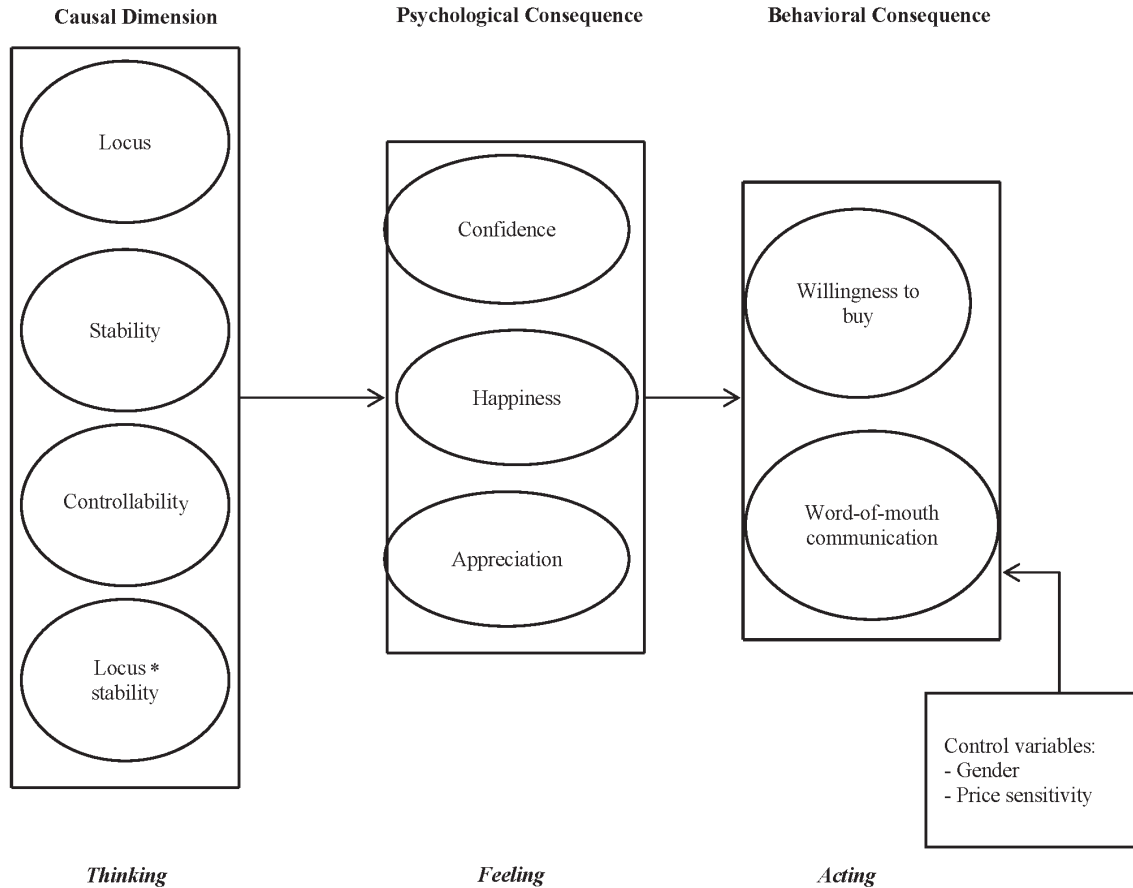 Causal Dimension
Psychological Consequence
Behavioral Consequence
Locus
Stability
Controllability
Locus *
stability
Confidence
Happiness
Appreciation
Willingness to
buy
Word-of-mouth
communication
Control variables:
- Gender
- Price sensitivity
Thinking
Feeling
Acting